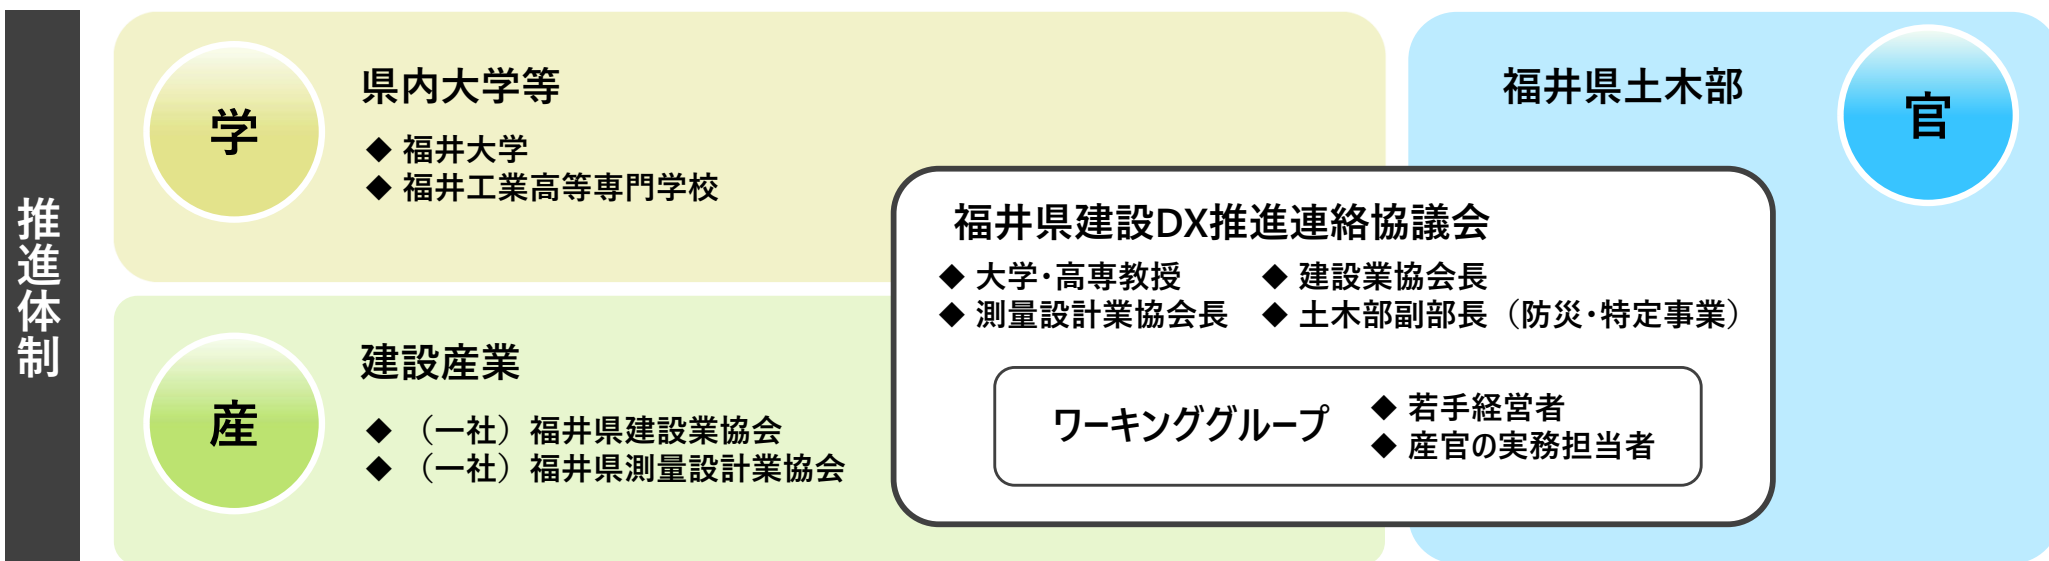 推進体制
学
県内大学等
◆ 福井大学
◆ 福井工業高等専門学校
産
建設産業
◆ （一社）福井県建設業協会
◆ （一社）福井県測量設計業協会
福井県土木部
官
福井県建設DX推進連絡協議会
◆ 大学・高専教授 ◆ 建設業協会長
◆ 測量設計業協会長 ◆ 土木部副部長（防災・特定事業）
ワーキンググループ
◆ 若手経営者
◆ 産官の実務担当者